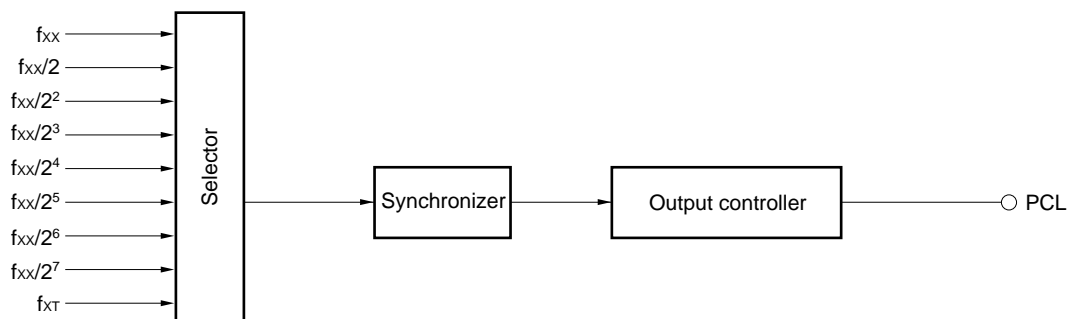 fXX
fXX/2
fXX/2²
fXX/2³
fXX/2⁴
fXX/2⁵
fXX/2⁶
fXX/2⁷
fXT
Selector
Synchronizer
Output controller
PCL